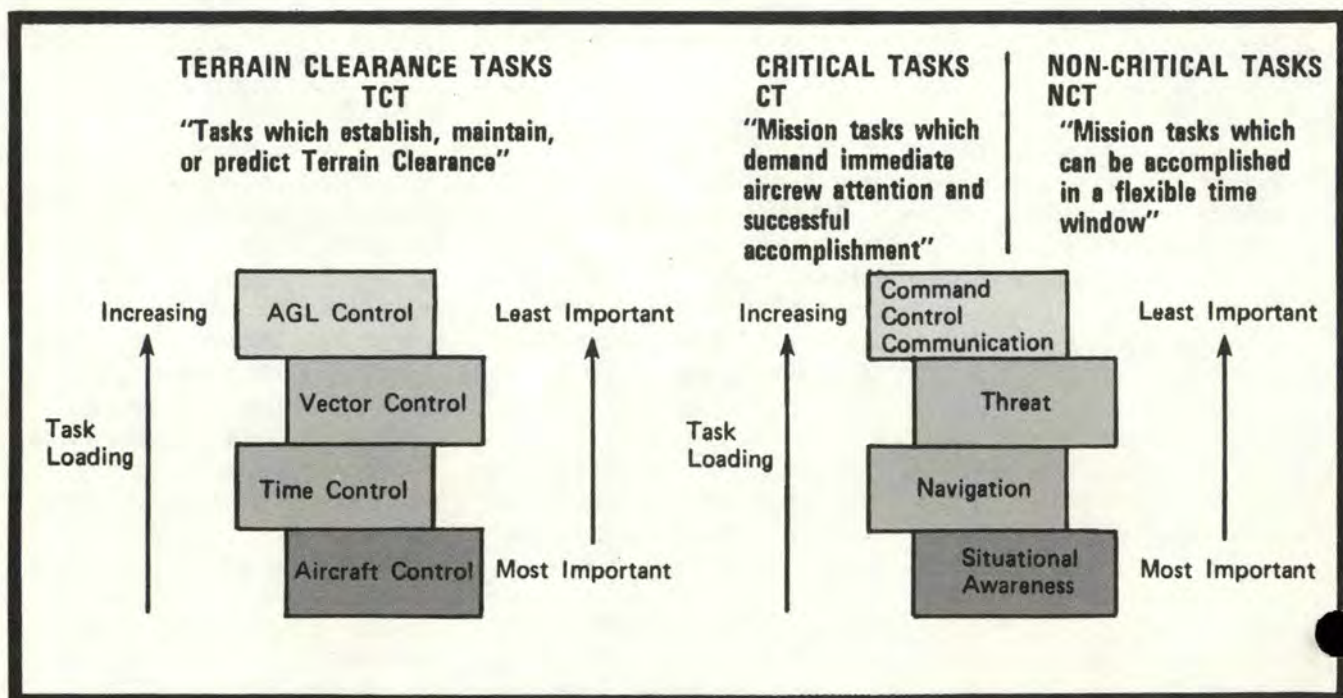 TERRAIN CLEARANCE TASKS
TCT
"Tasks which establish, maintain,
or predict Terrain Clearance"
CRITICAL TASKS
CT
"Mission tasks which
demand immediate
aircrew attention and
successful
accomplishment"
NON-CRITICAL TASKS
NCT
"Mission tasks which
can be accomplished
in a flexible time
window"
Increasing
Task
Loading
AGL Control
Vector Control
Time Control
Aircraft Control
Least Important
Most Important
Increasing
Task
Loading
Command
Control
Communication
Threat
Navigation
Situational
Awareness
Least Important
Most Important